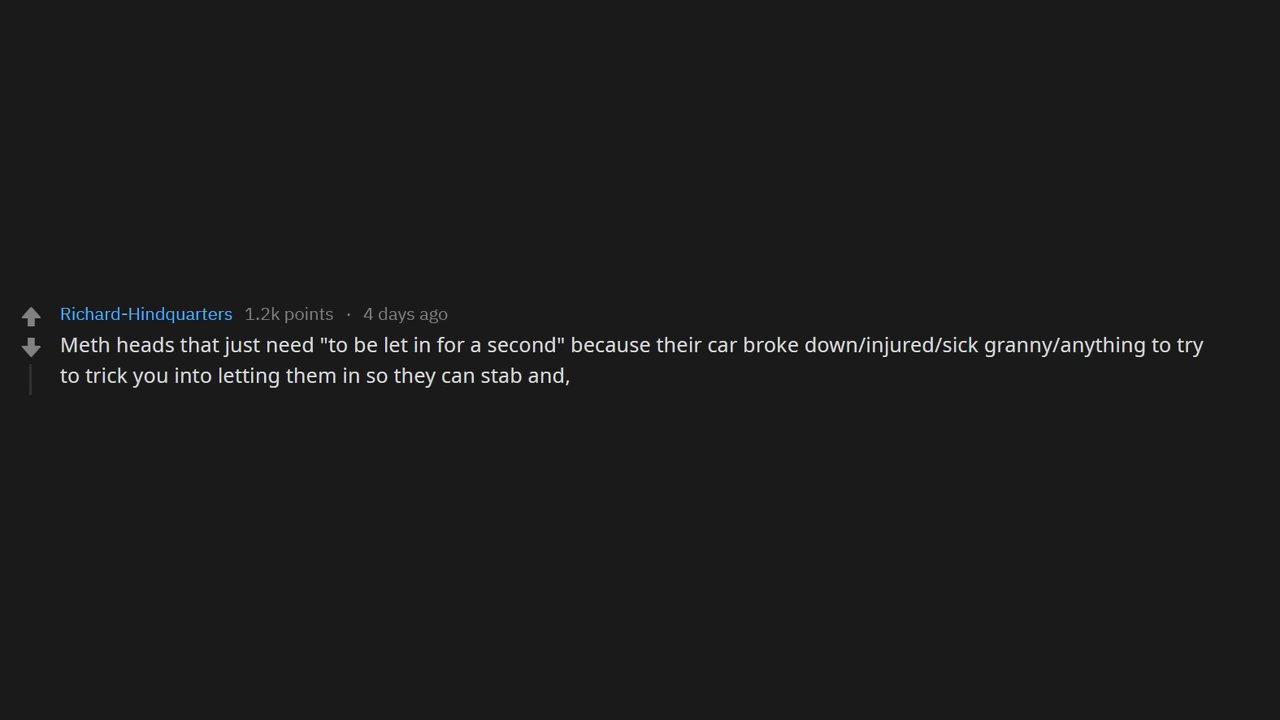 Richard-Hindquarters 1.2k points · 4 days ago
Meth heads that just need "to be let in for a second" because their car broke down/injured/sick granny/anything to try
to trick you into letting them in so they can stab and,